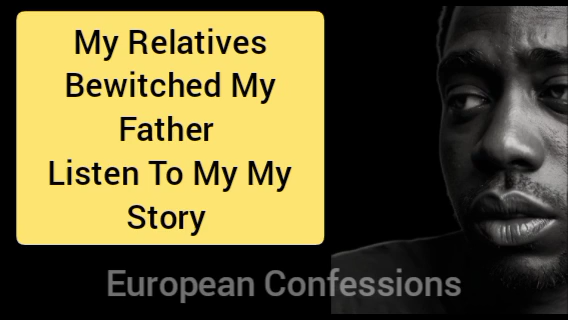 My Relatives
Bewitched My
Father
Listen To My My
Story
European Confessions